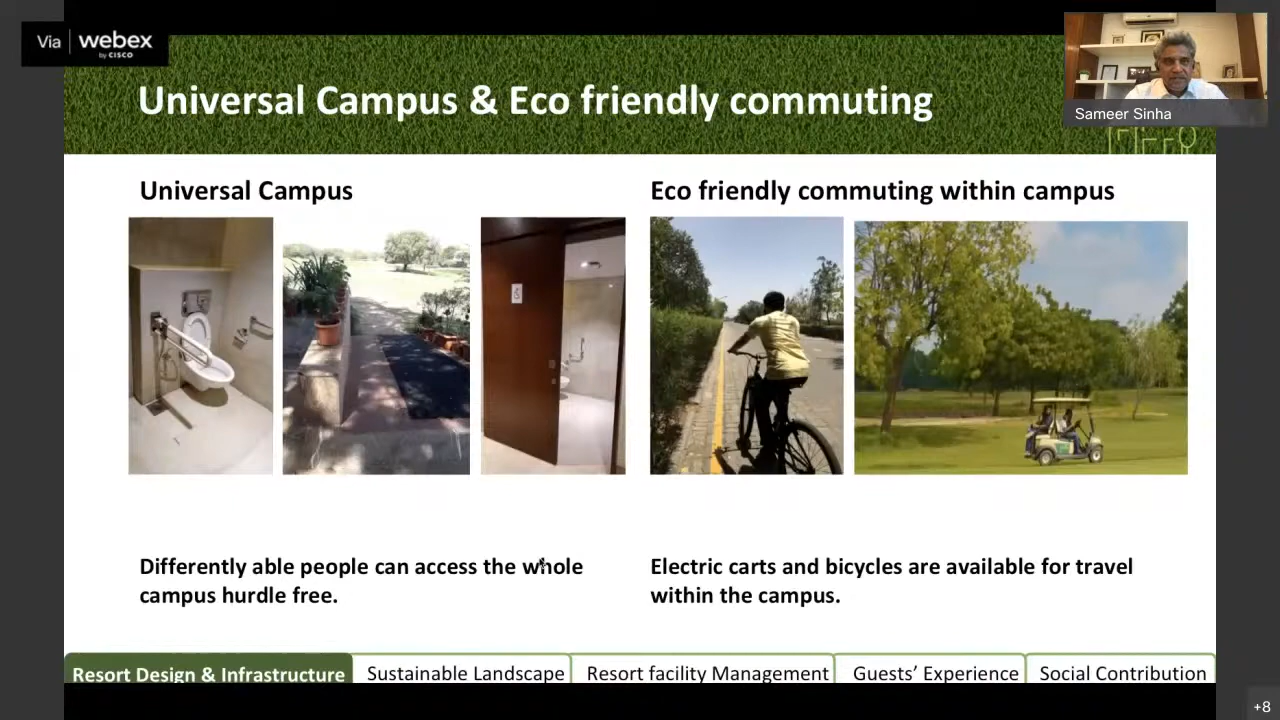 Via webex
by CISCO
Universal Campus & Eco friendly commuting
Sameer Sinha
Universal Campus
Eco friendly commuting within campus
Differently able people can access the whole
campus hurdle free.
Electric carts and bicycles are available for travel
within the campus.
Resort Design & Infrastructure
Sustainable Landscape
Resort facility Management
Guests’ Experience
Social Contribution
+8